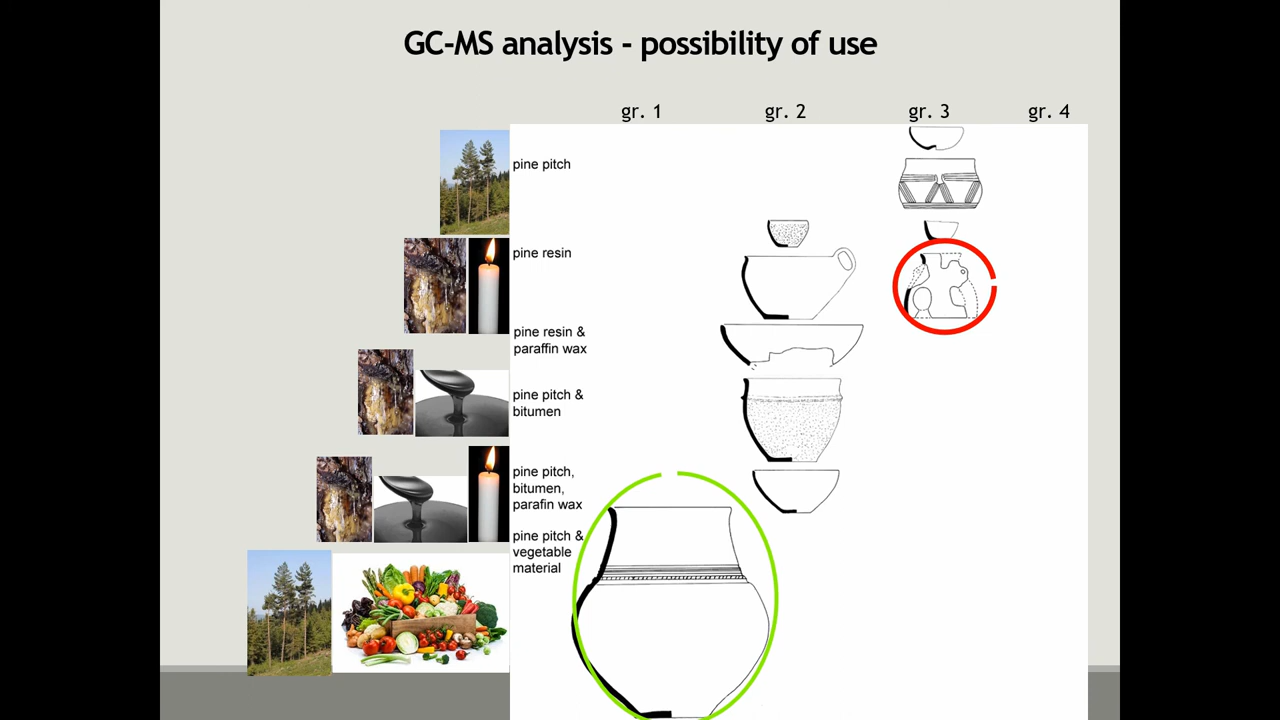 GC-MS analysis - possibility of use
gr. 1 gr. 2 gr. 3 gr. 4
pine pitch
pine resin
pine resin &
paraffin wax
pine pitch &
bitumen
pine pitch,
bitumen,
parafin wax
pine pitch &
vegetable
material